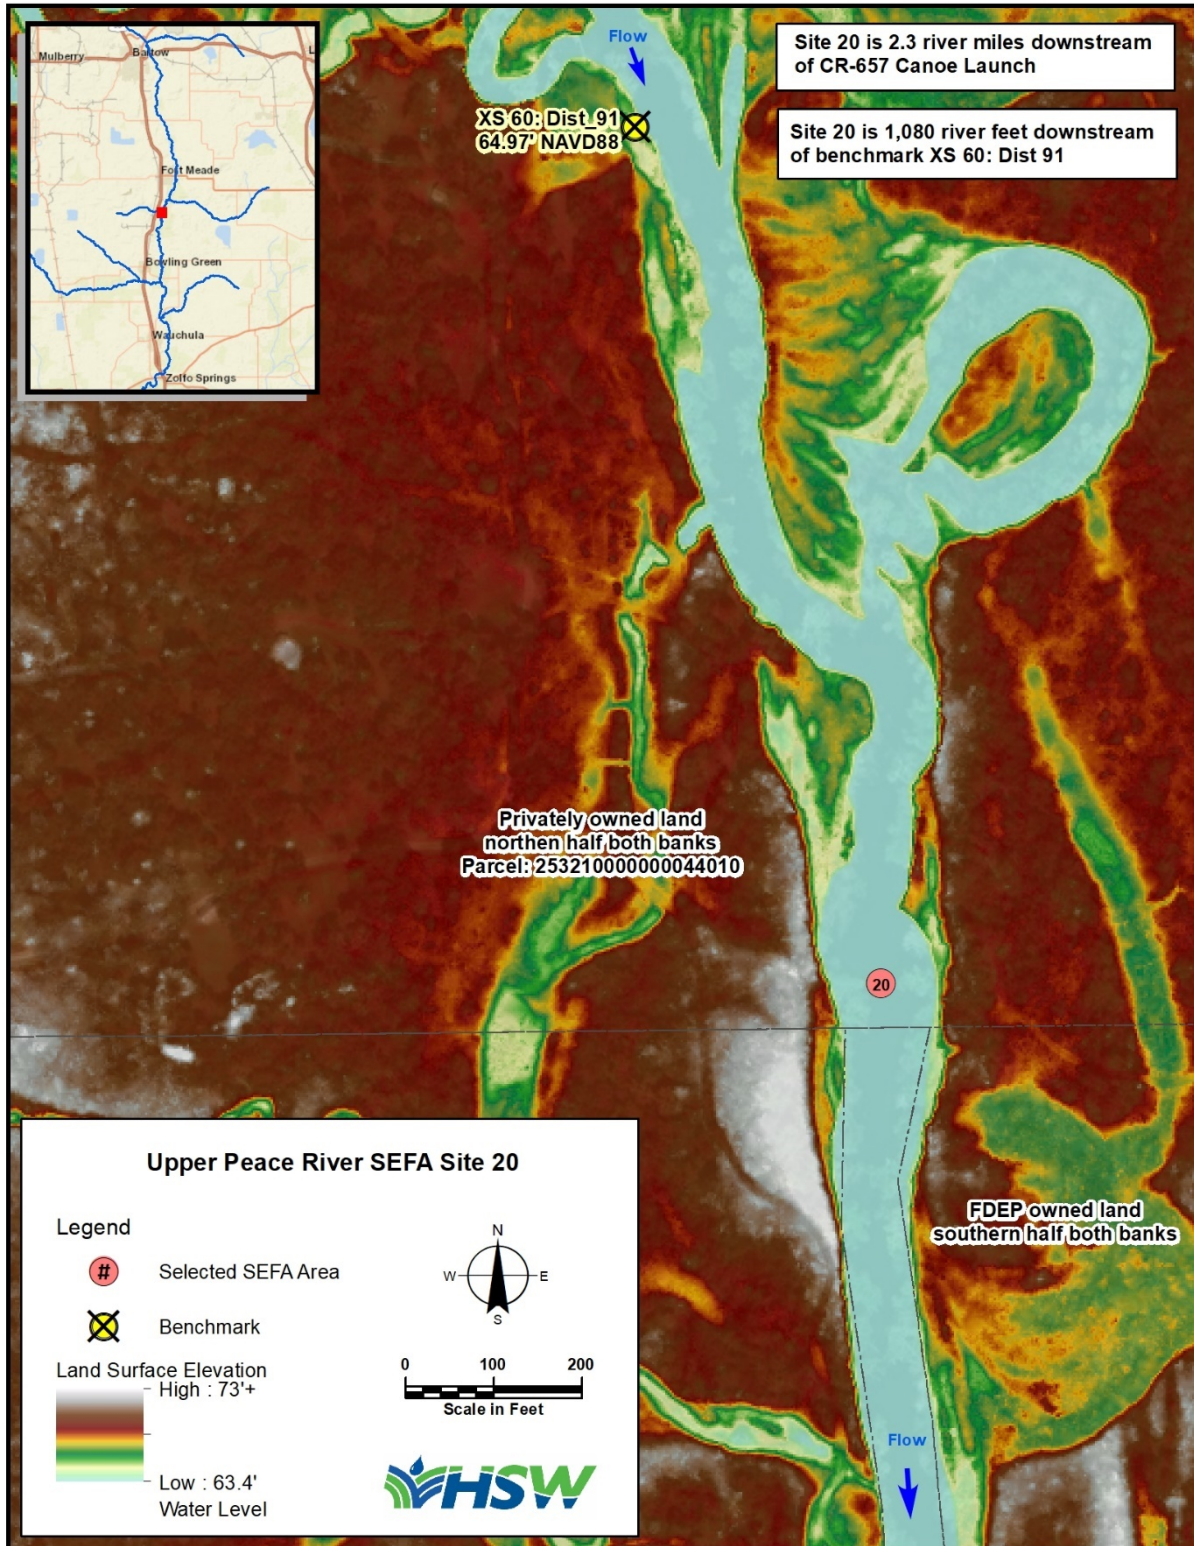 Mulberry
Bartow
L
Fort Meade
Bowling Green
Wauchula
Zolfo Springs
Flow
Site 20 is 2.3 river miles downstream
of CR-657 Canoe Launch
XS 60: Dist_91
64.97' NAVD88
Site 20 is 1,080 river feet downstream
of benchmark XS 60: Dist 91
Privately owned land
northen half both banks
Parcel: 253210000000044010
20
FDEP owned land
southern half both banks
Upper Peace River SEFA Site 20
Legend
# Selected SEFA Area
Benchmark
Land Surface Elevation
High : 73'+
Low : 63.4'
Water Level
N
W E
S
0 100 200
Scale in Feet
HSW
Flow